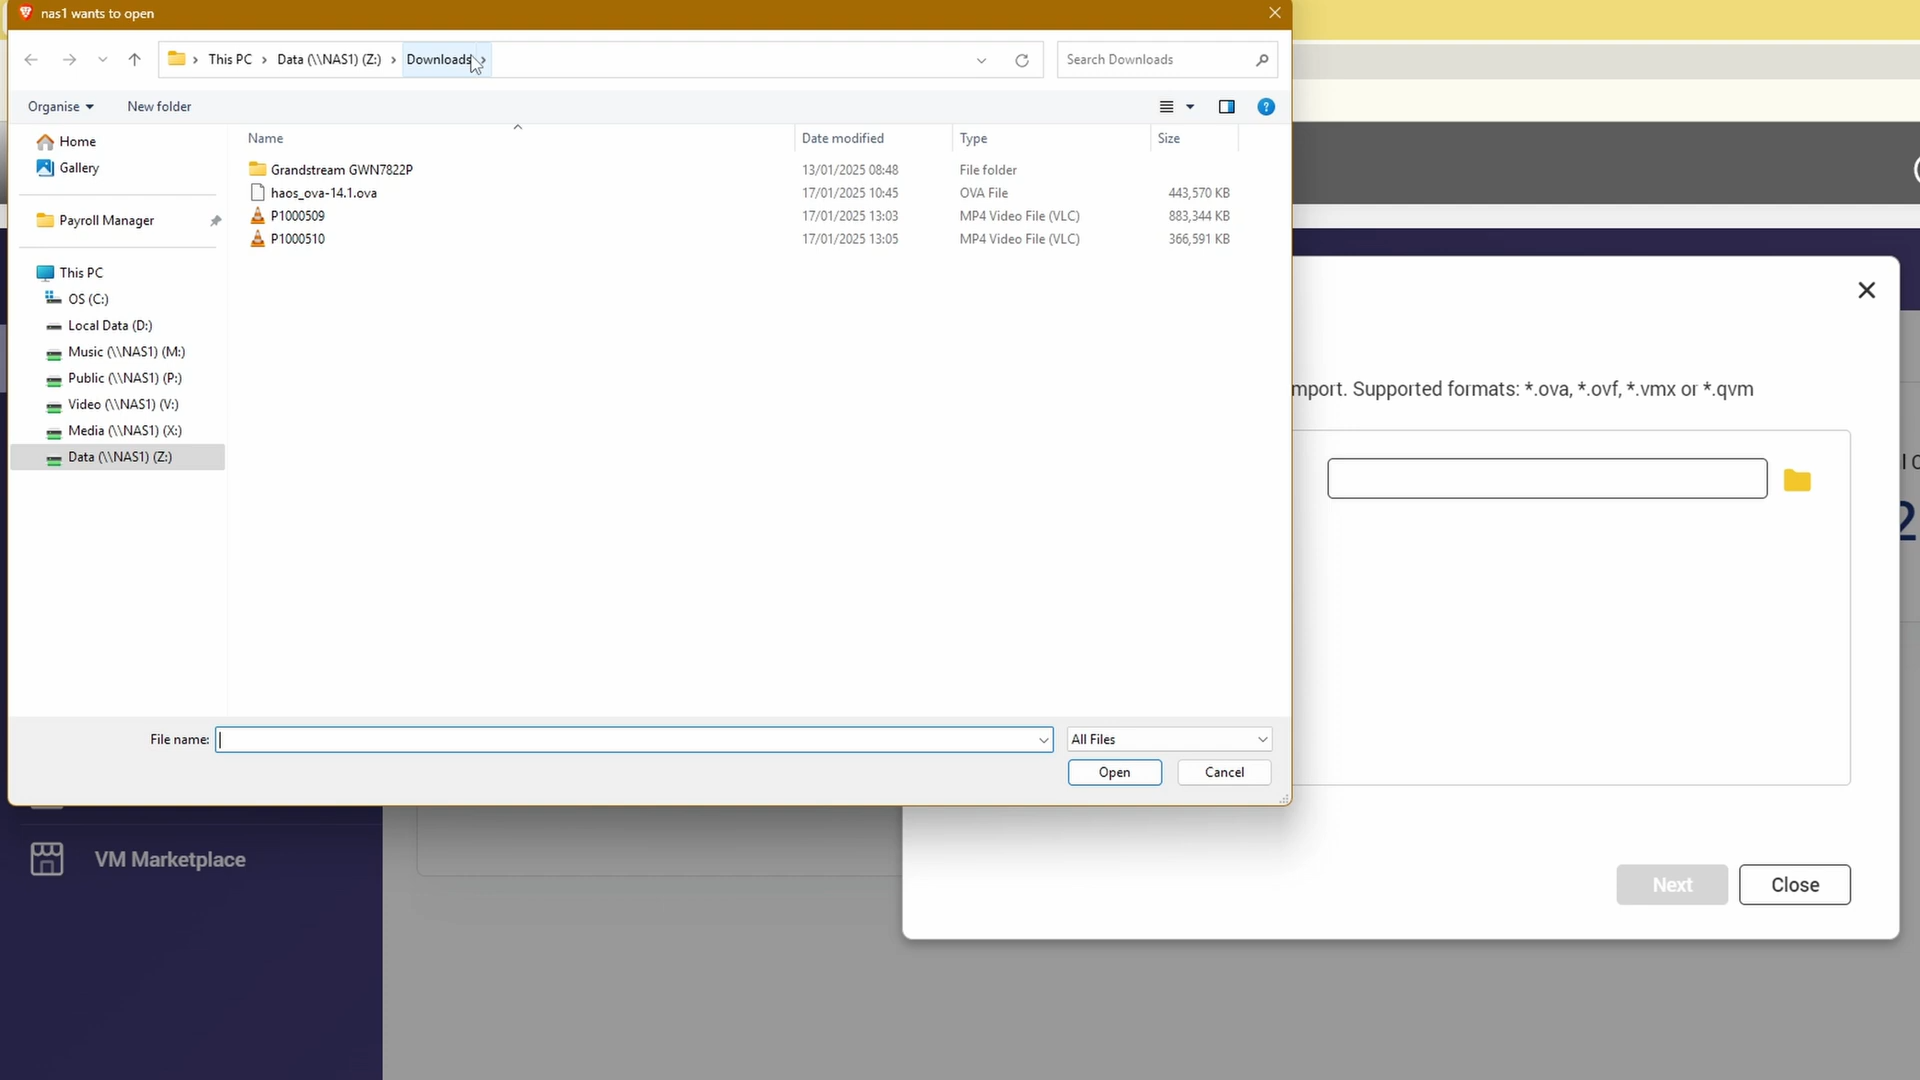 nas1 wants to open
This PC
Data (\\NAS1) (Z:)
Downloads
Search Downloads
Organise
New folder
Home
Gallery
Payroll Manager
This PC
OS (C:)
Local Data (D:)
Music (\\NAS1) (M:)
Public (\\NAS1) (P:)
Video (\\NAS1) (V:)
Media (\\NAS1) (X:)
Data (\\NAS1) (Z:)
Name Date modified Type Size
Grandstream GWN7822P 13/01/2025 08:48 File folder
haos_ova-14.1.ova 17/01/2025 10:45 OVA File 443,570 KB
P1000509 17/01/2025 13:03 MP4 Video File (VLC) 883,344 KB
P1000510 17/01/2025 13:05 MP4 Video File (VLC) 366,591 KB
File name:
All Files
Open
Cancel
mport. Supported formats: *.ova, *.ovf, *.vmx or *.qvm
2
Next
Close
VM Marketplace